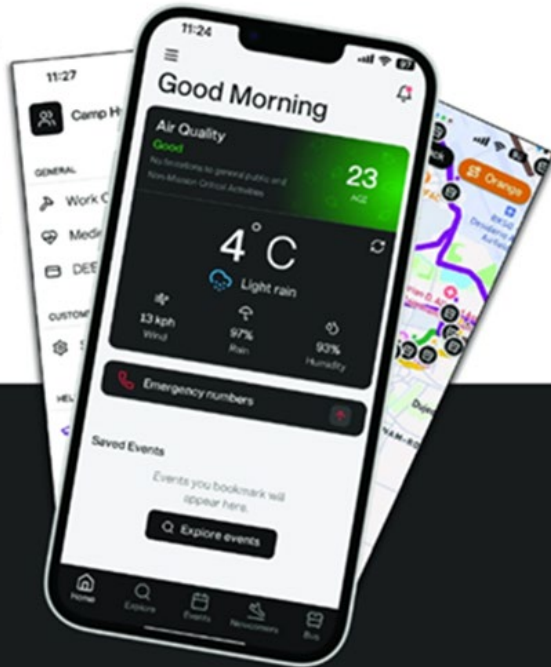 11:27
Camp H
GENERAL
Work O
Medi
DEE
CUSTOM
HEL
11:24
97
Good Morning
Air Quality
Good
No limitations to general public and
Non-Mission Critical Activities
23
4°C
Light rain
13 kph
Wind
97%
Rain
93%
Humidity
Emergency numbers
Saved Events
Events you bookmark will
appear here.
Explore events
Home
Explore
Events
Newcomers
Bus
Orange